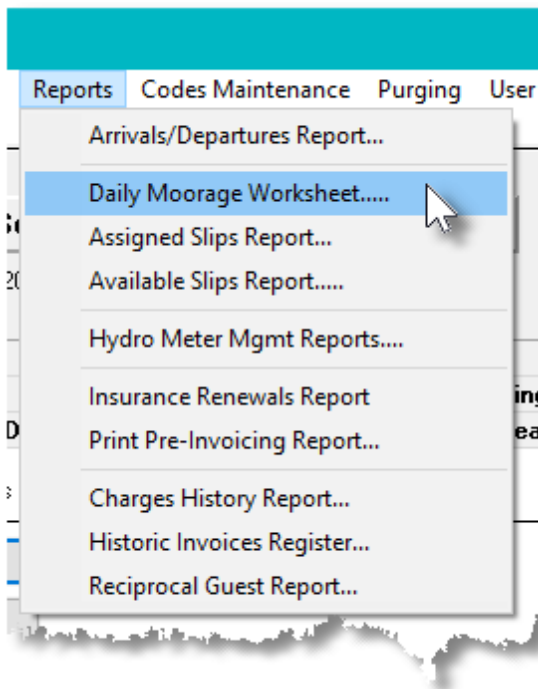 Reports Codes Maintenance Purging User
Arrivals/Departures Report...
Daily Moorage Worksheet.....
Assigned Slips Report...
Available Slips Report.....
Hydro Meter Mgmt Reports....
Insurance Renewals Report
Print Pre-Invoicing Report...
Charges History Report...
Historic Invoices Register...
Reciprocal Guest Report...